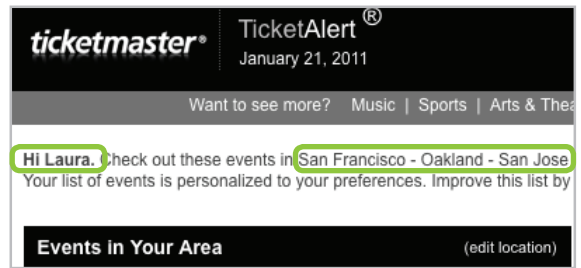 ticketmaster®
TicketAlert ®
January 21, 2011
Want to see more? Music | Sports | Arts & Thea
Hi Laura. Check out these events in San Francisco - Oakland - San Jose
Your list of events is personalized to your preferences. Improve this list by
Events in Your Area (edit location)